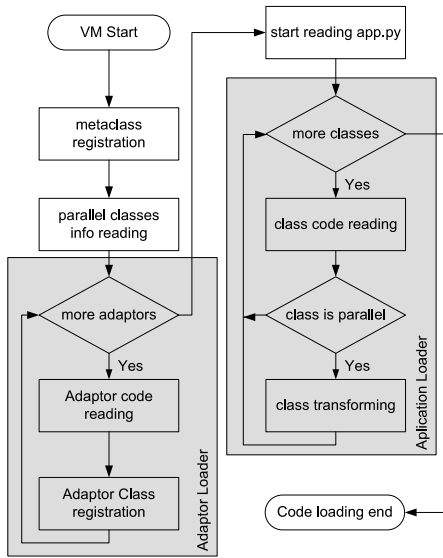 VM Start
metaclass
registration
parallel classes
info reading
more adaptors
Yes
Adaptor code
reading
Adaptor Class
registration
Adaptor Loader
start reading app.py
more classes
Yes
class code reading
class is parallel
Yes
class transforming
Aplication Loader
Code loading end